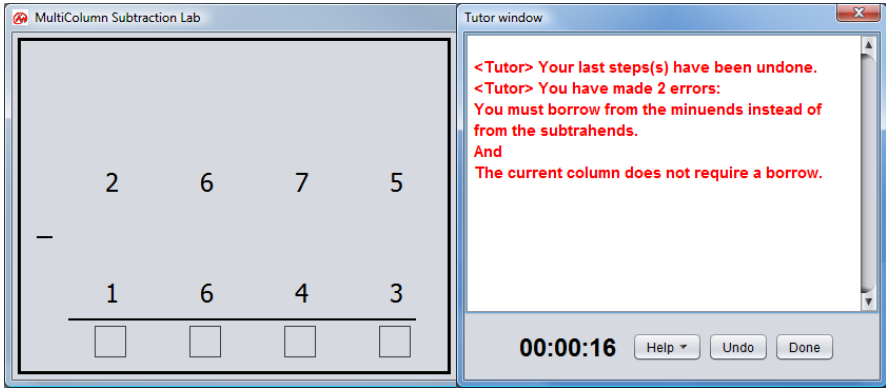 MultiColumn Subtraction Lab
2 6 7 5
–
1 6 4 3
Tutor window
<Tutor> Your last steps(s) have been undone.
<Tutor> You have made 2 errors:
You must borrow from the minuends instead of
from the subtrahends.
And
The current column does not require a borrow.
00:00:16 Help Undo Done